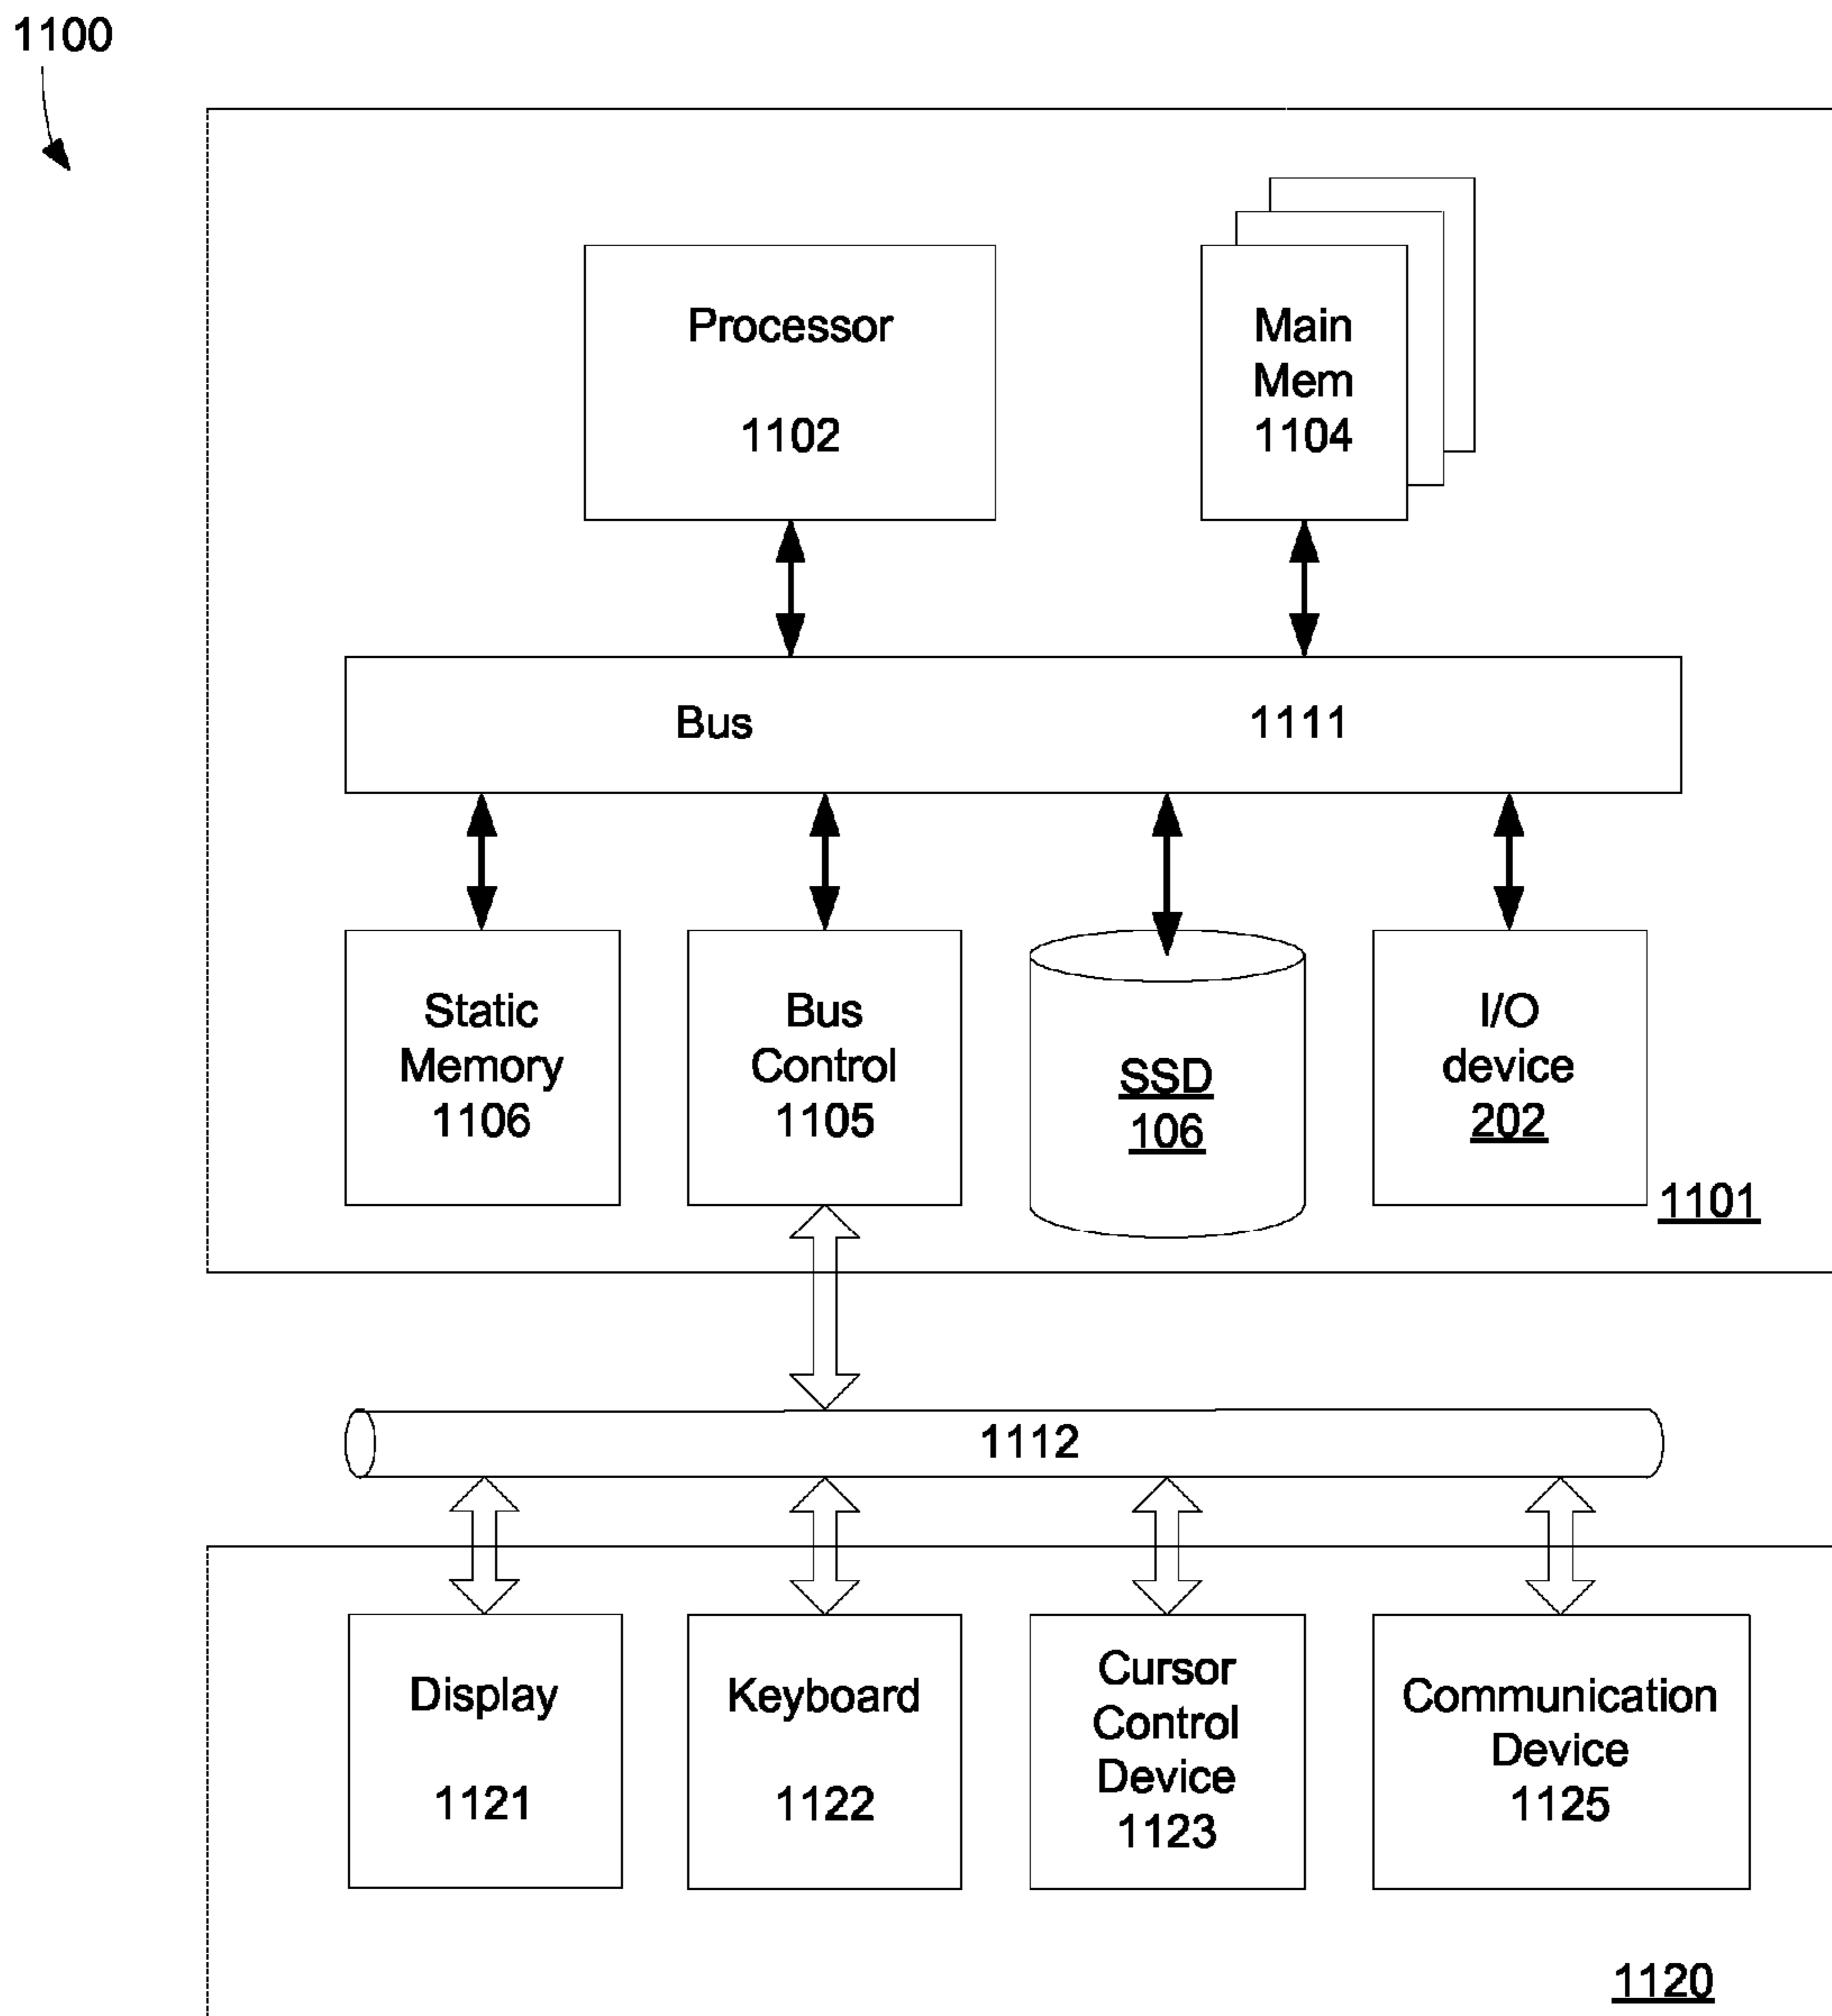 1100
Processor
1102
Main
Mem
1104
Bus 1111
Static
Memory
1106
Bus
Control
1105
SSD
106
I/O
device
202
1101
1112
Display
1121
Keyboard
1122
Cursor
Control
Device
1123
Communication
Device
1125
1120